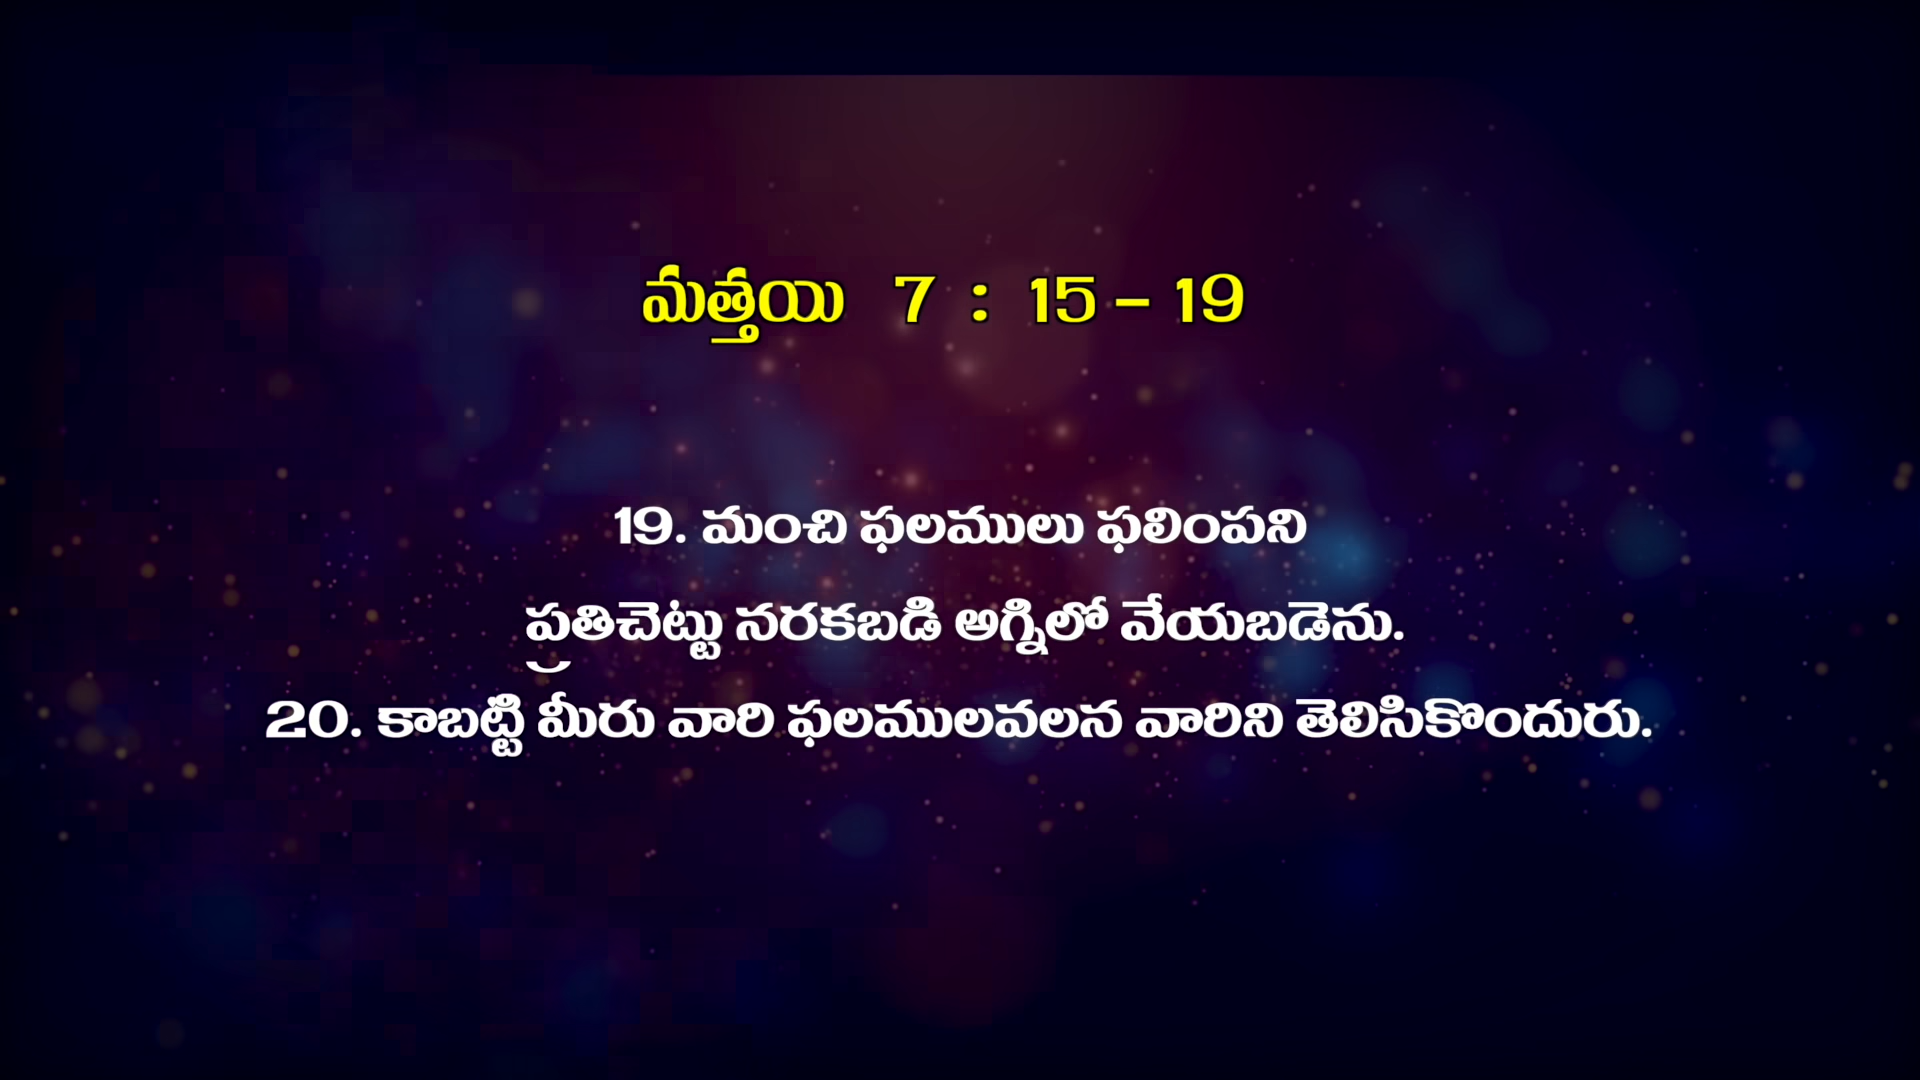 మత్తయి 7 : 15 – 19
19. మంచి ఫలములు ఫలింపని
ప్రతిచెట్టు నరకబడి అగ్నిలో వేయబడెను.
20. కాబట్టి మీరు వారి ఫలములవలన వారిని తెలిసికొందురు.